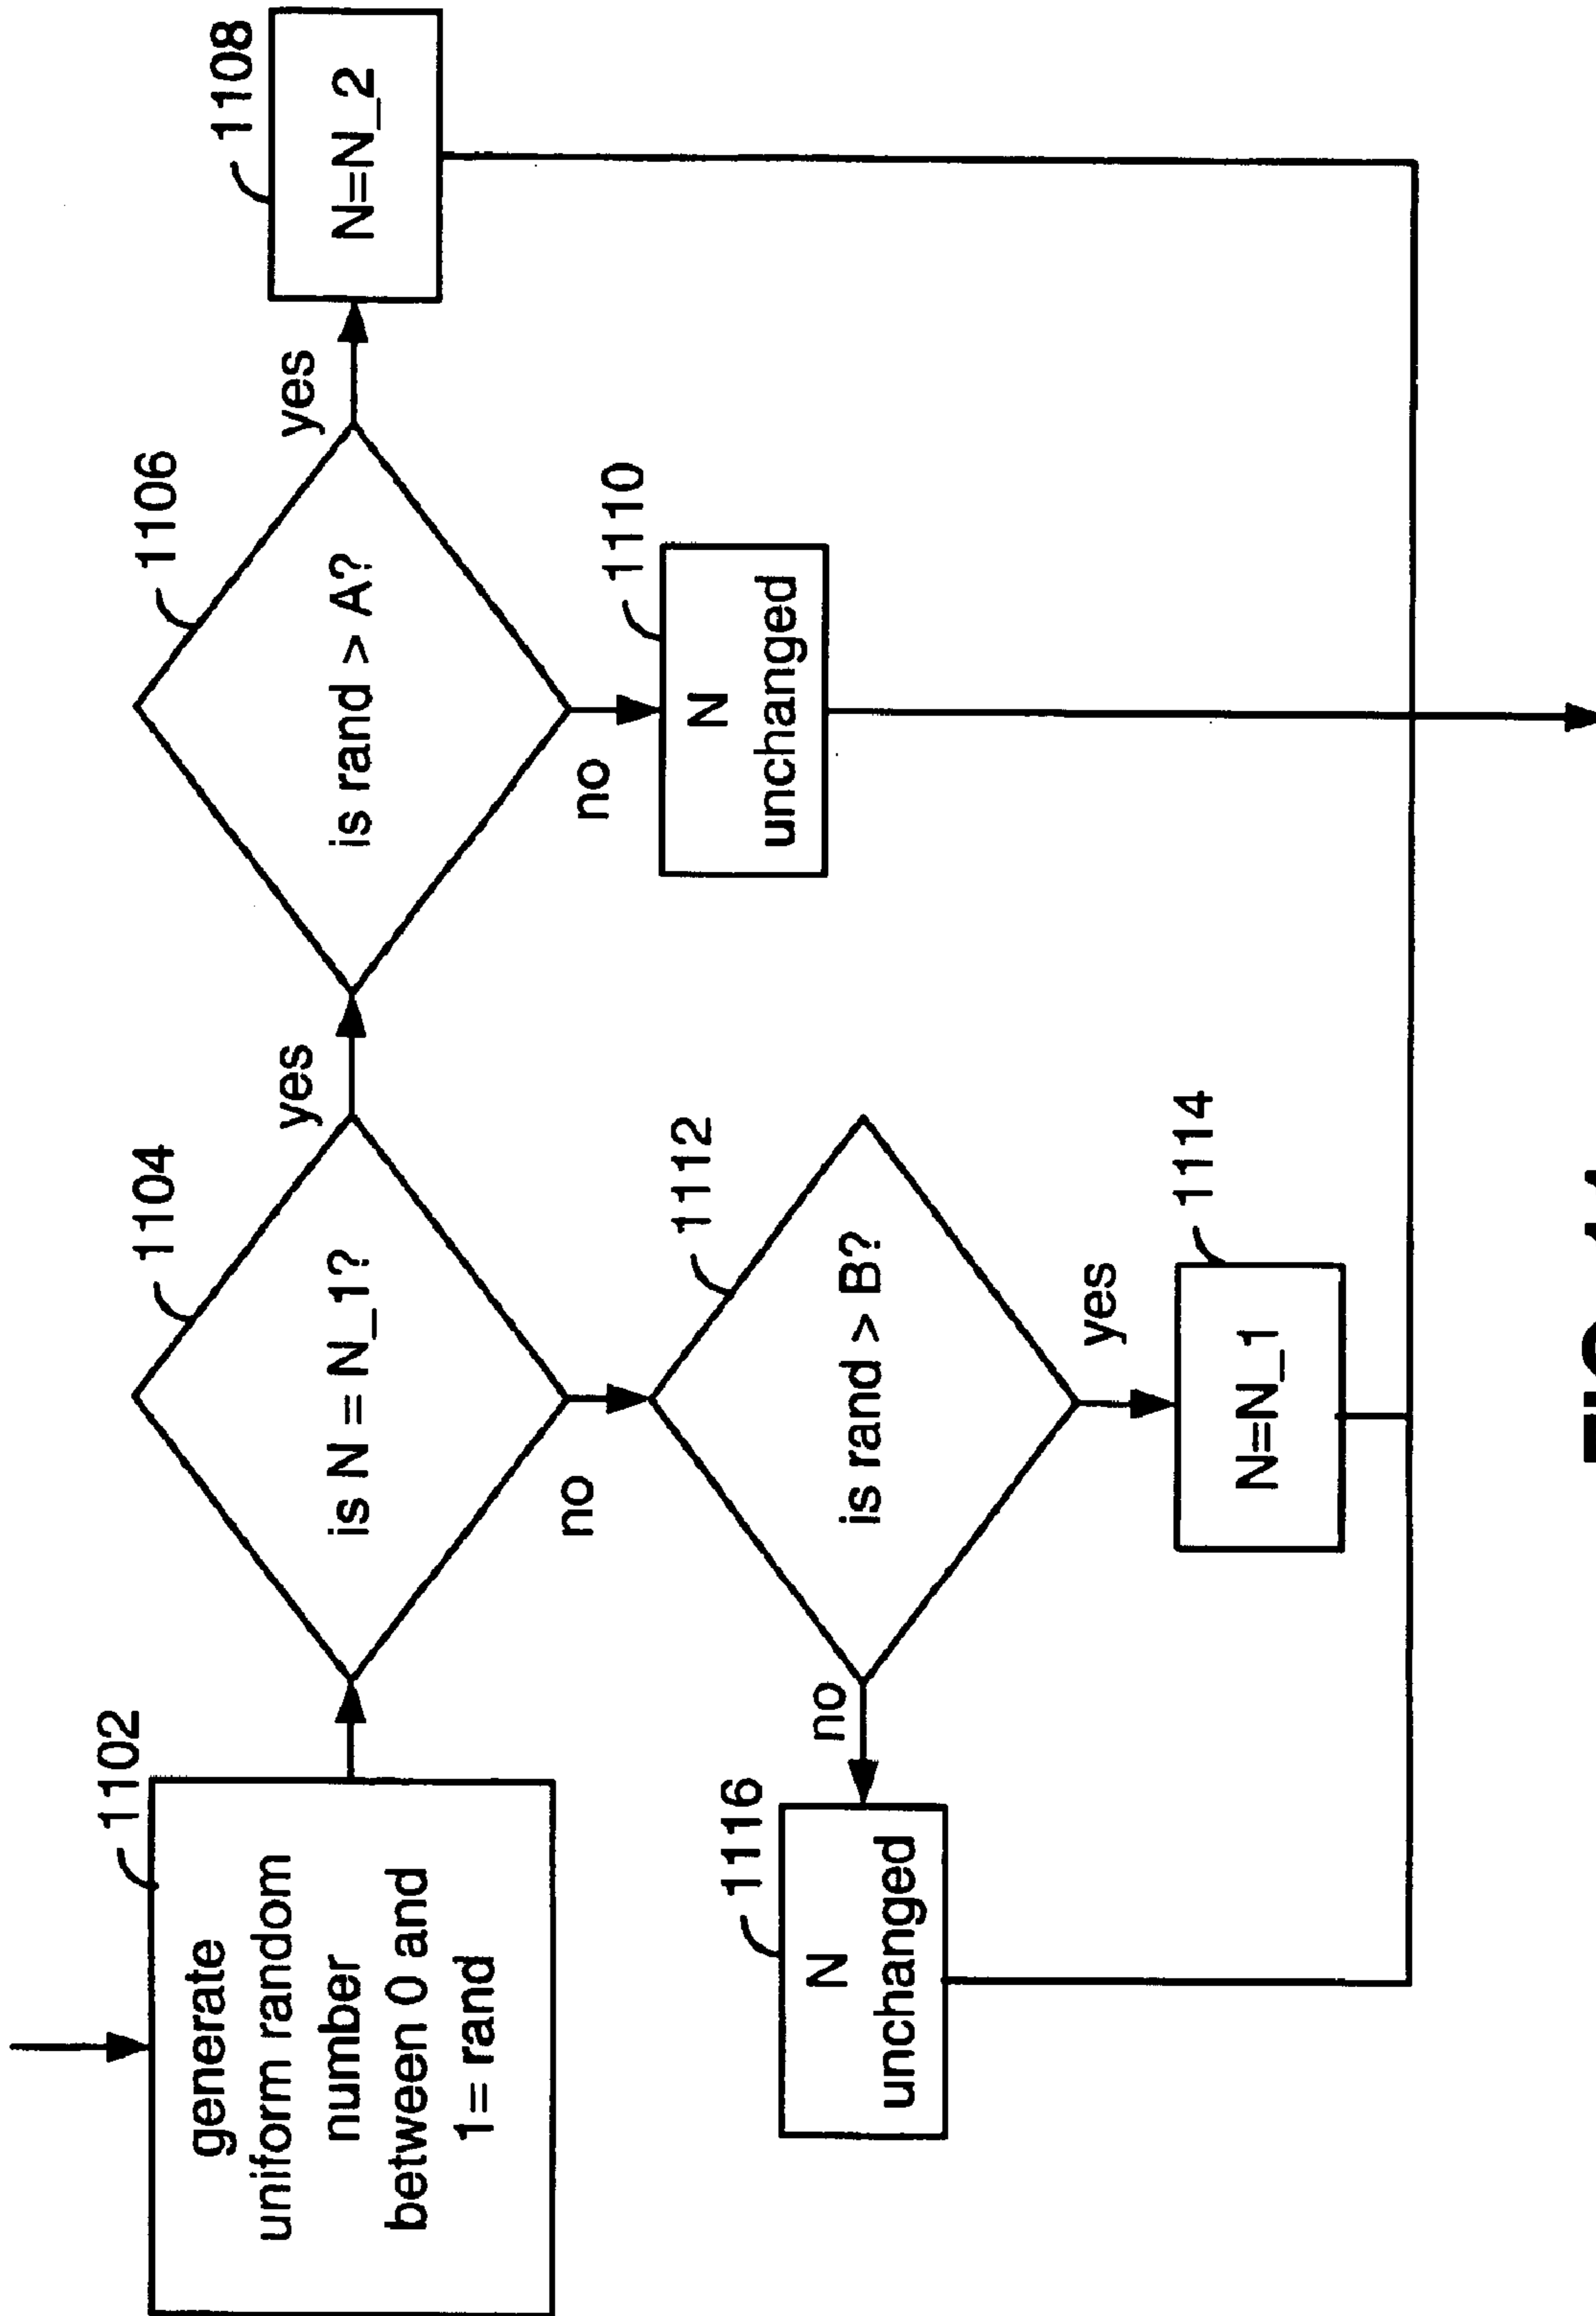 1102
generate
uniform random
number
between 0 and
1= rand
1104
is N = N_1?
yes
no
1106
is rand > A?
yes
no
1108
N=N_2
1110
N
unchanged
1112
is rand > B?
no
yes
1114
N=N_1
1116
N
unchanged